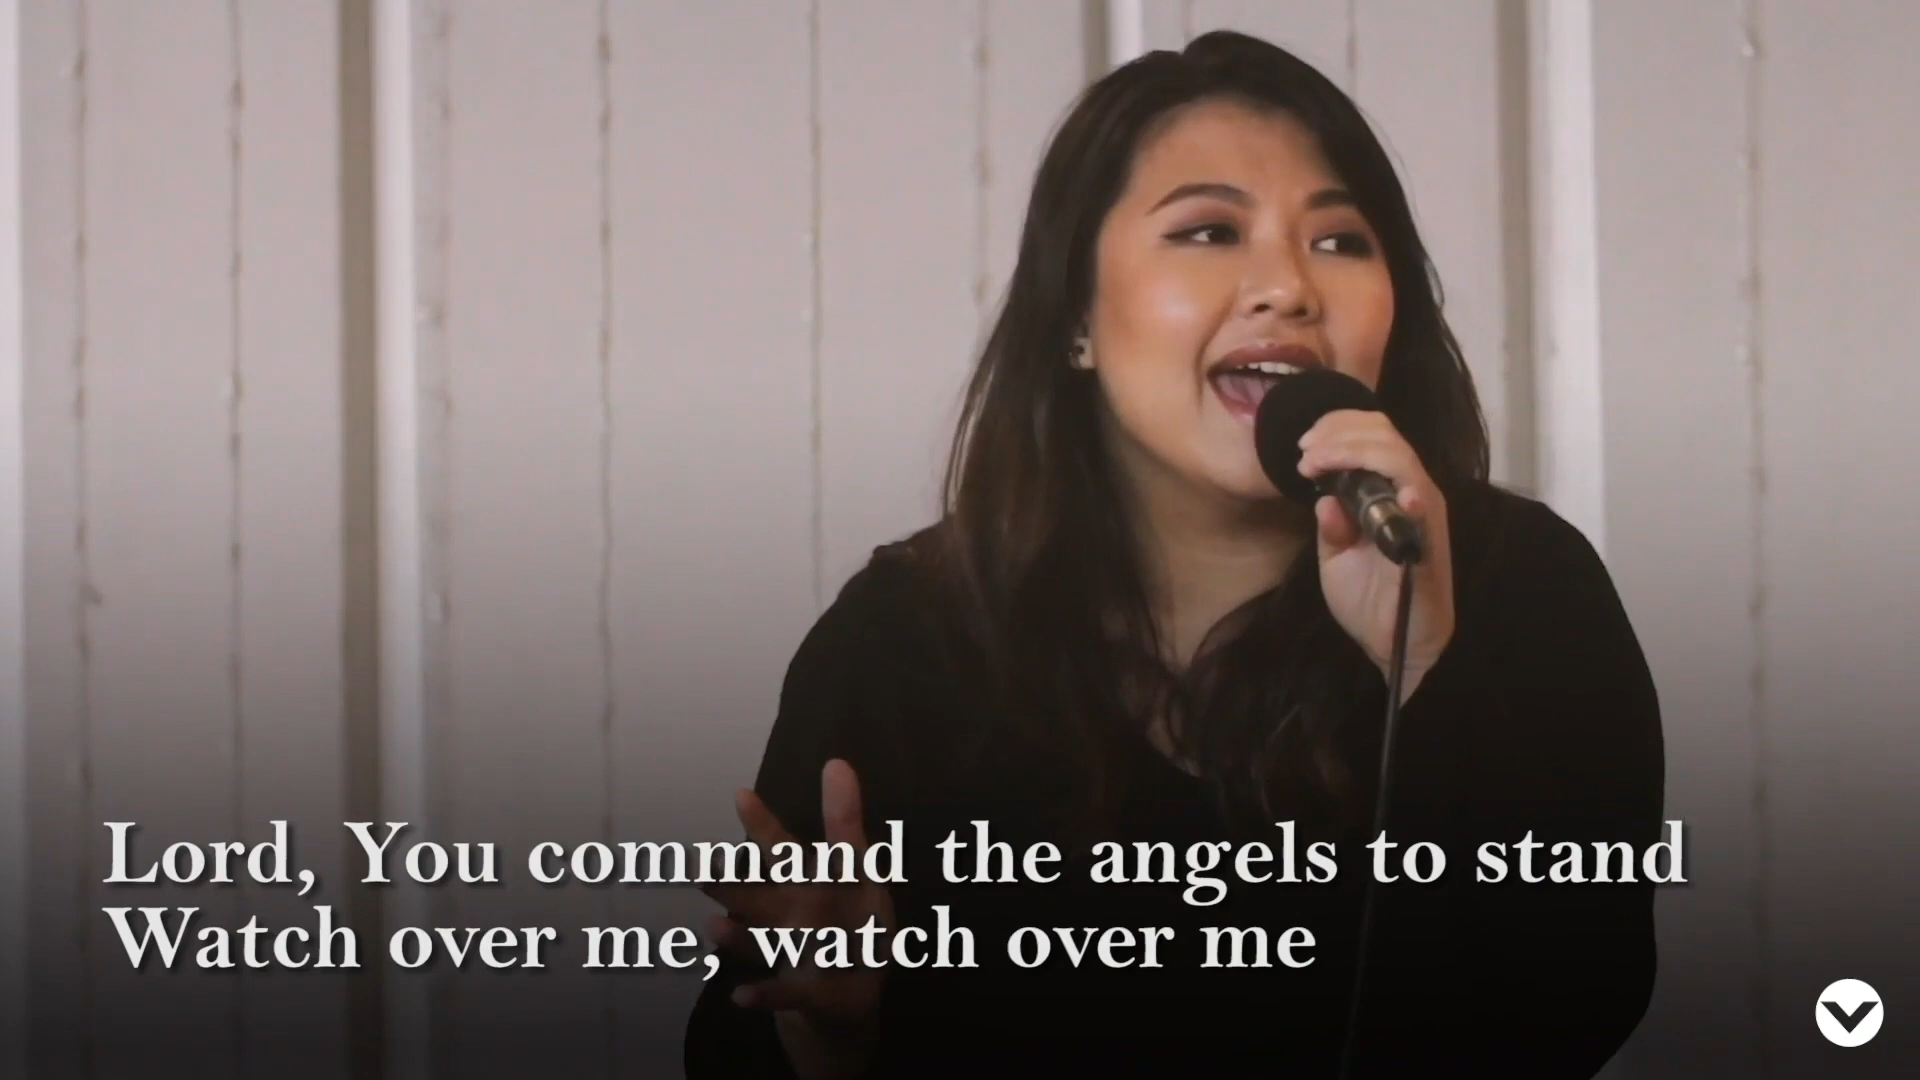 Lord, You command the angels to stand
Watch over me, watch over me